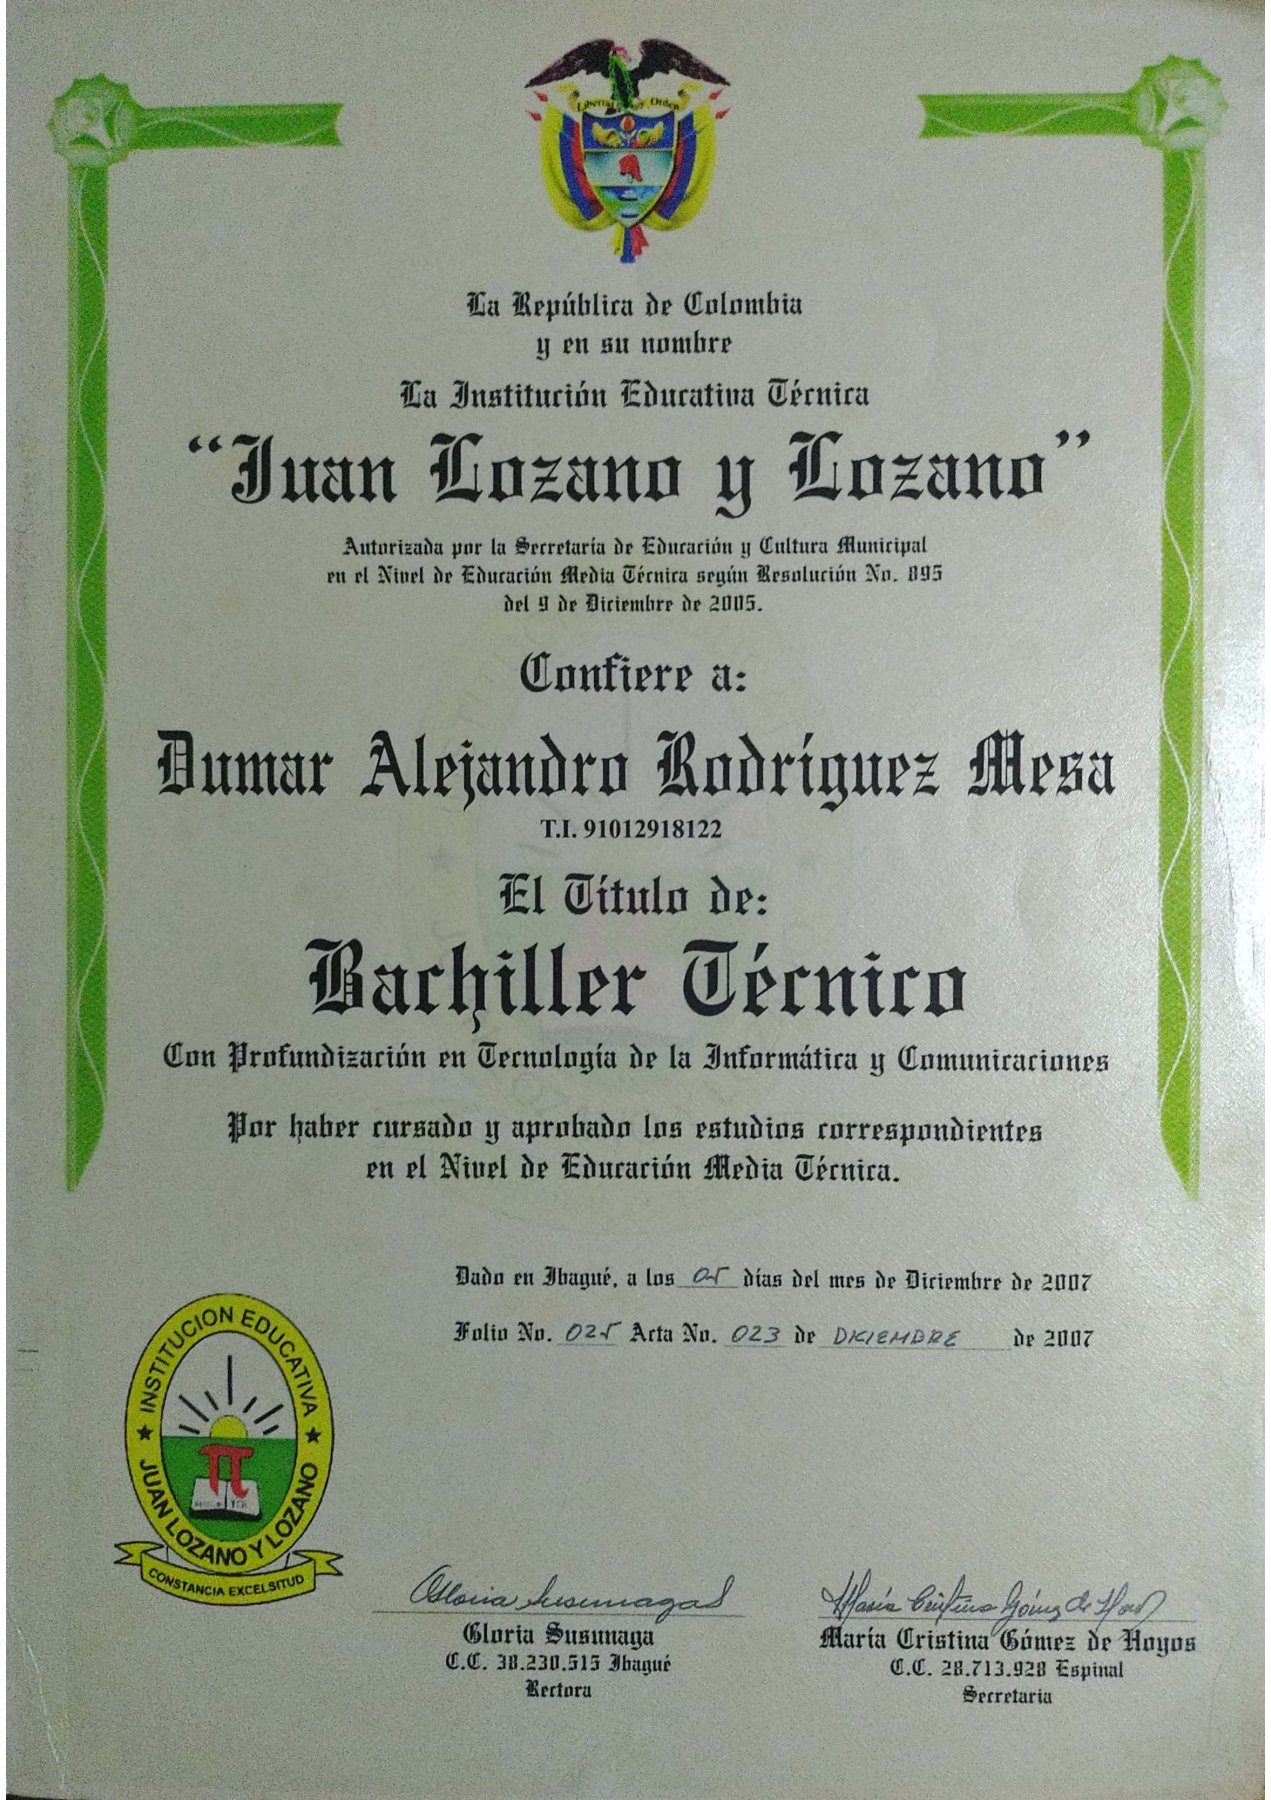 Libertad y Orden
La República de Colombia
y en su nombre
La Institución Educativa Técnica
“Juan Lozano y Lozano”
Autorizada por la Secretaría de Educación y Cultura Municipal
en el Nivel de Educación Media Técnica según Resolución No. 895
del 9 de Diciembre de 2005.
Confiere a:
Dumar Alejandro Rodríguez Mesa
T.I. 91012918122
El Título de:
Bachiller Técnico
Con Profundización en Tecnología de la Informática y Comunicaciones
Por haber cursado y aprobado los estudios correspondientes
en el Nivel de Educación Media Técnica.
Dado en Ibagué, a los 05 días del mes de Diciembre de 2007
Folio No. 025 Acta No. 023 de DICIEMBRE de 2007
INSTITUCION EDUCATIVA
JUAN LOZANO Y LOZANO
CONSTANCIA EXCELSITUD
Gloria Susunaga
María Cristina Gómez de Hoyos
Gloria Susunaga
C.C. 38.230.515 Ibagué
Rectora
María Cristina Gómez de Hoyos
C.C. 28.713.928 Espinal
Secretaria